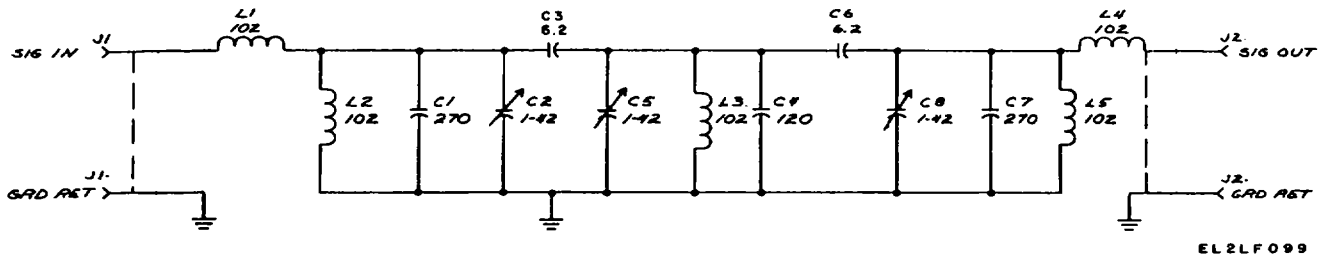 L1
102
C3
6.2
C6
6.2
L4
102
SIG IN J1
J2. SIG OUT
L2
102
C1
270
C2
1-42
C5
1-42
L3.
102
C4
120
C8
1-42
C7
270
L5
102
J1.
GRD RET
J2.
GRD RET
EL2LF099